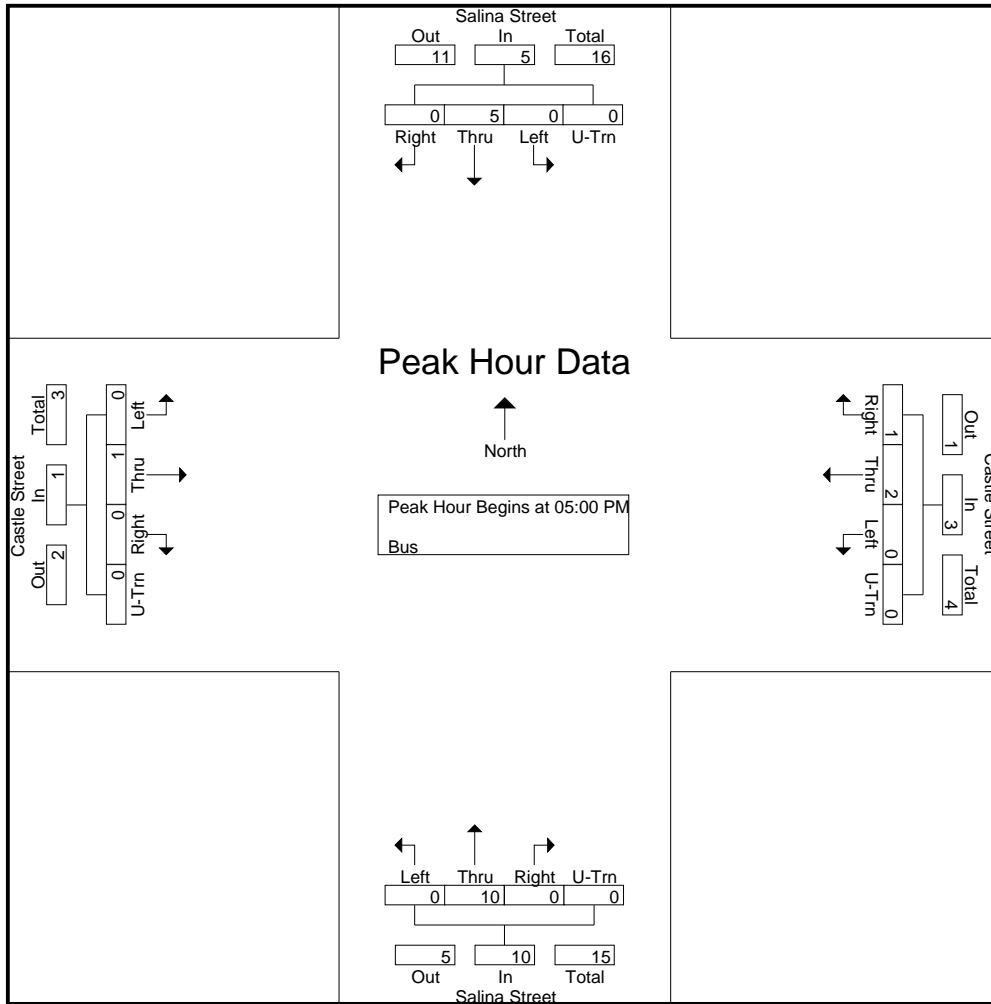 Salina Street
Out In Total
11 5 16
0 5 0 0
Right Thru Left U-Trn
Peak Hour Data
North
Peak Hour Begins at 05:00 PM
Bus
Castle Street
Total In Out
3 1 2
0 1 0 0
Left Thru Right U-Trn
Castle Street
Out In Total
1 3 4
1 2 0 0
Right Thru Left U-Trn
Left Thru Right U-Trn
0 10 0 0
5 10 15
Out In Total
Salina Street